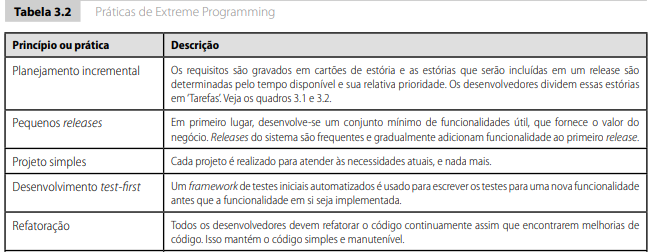 Tabela 3.2 Práticas de Extreme Programming
Princípio ou prática Descrição
Planejamento incremental Os requisitos são gravados em cartões de estória e as estórias que serão incluídas em um release são
determinadas pelo tempo disponível e sua relativa prioridade. Os desenvolvedores dividem essas estórias
em 'Tarefas'. Veja os quadros 3.1 e 3.2.
Pequenos releases Em primeiro lugar, desenvolve-se um conjunto mínimo de funcionalidades útil, que fornece o valor do
negócio. Releases do sistema são frequentes e gradualmente adicionam funcionalidade ao primeiro release.
Projeto simples Cada projeto é realizado para atender às necessidades atuais, e nada mais.
Desenvolvimento test-first Um framework de testes iniciais automatizados é usado para escrever os testes para uma nova funcionalidade
antes que a funcionalidade em si seja implementada.
Refatoração Todos os desenvolvedores devem refatorar o código continuamente assim que encontrarem melhorias de
código. Isso mantém o código simples e manutenível.